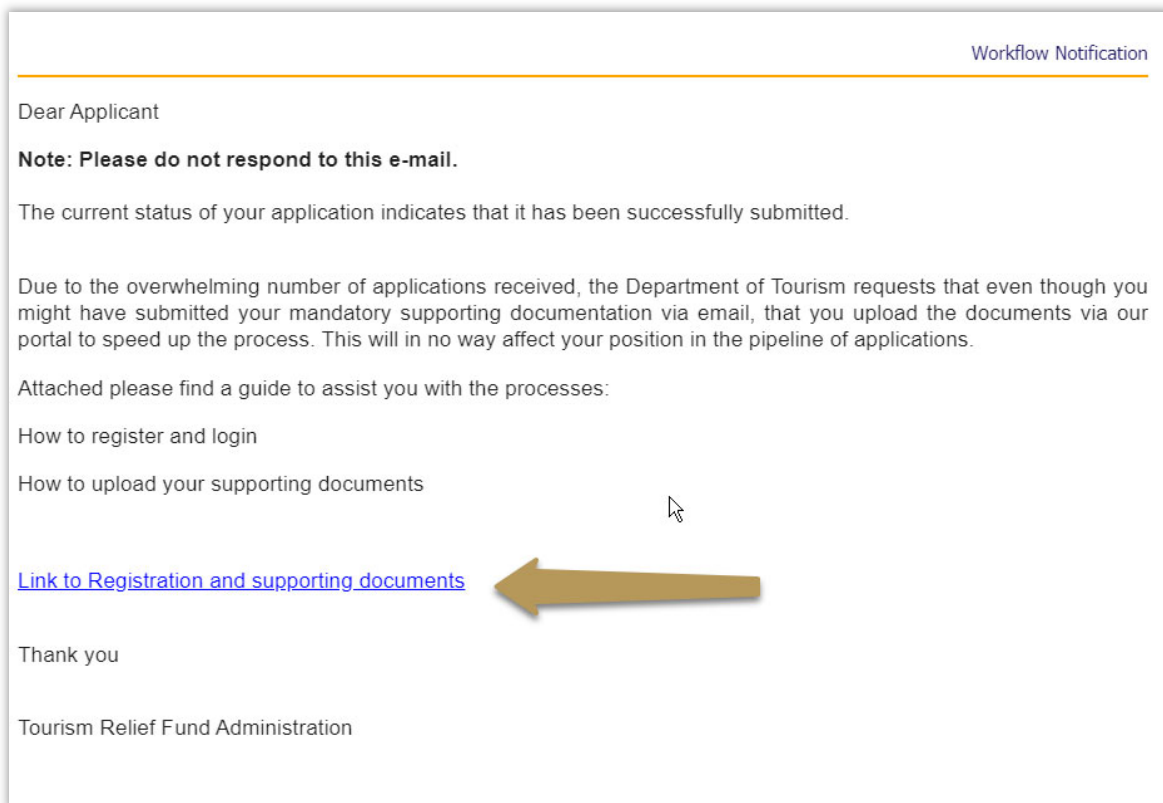 Workflow Notification
Dear Applicant
Note: Please do not respond to this e-mail.
The current status of your application indicates that it has been successfully submitted.
Due to the overwhelming number of applications received, the Department of Tourism requests that even though you
might have submitted your mandatory supporting documentation via email, that you upload the documents via our
portal to speed up the process. This will in no way affect your position in the pipeline of applications.
Attached please find a guide to assist you with the processes:
How to register and login
How to upload your supporting documents
Link to Registration and supporting documents
Thank you
Tourism Relief Fund Administration